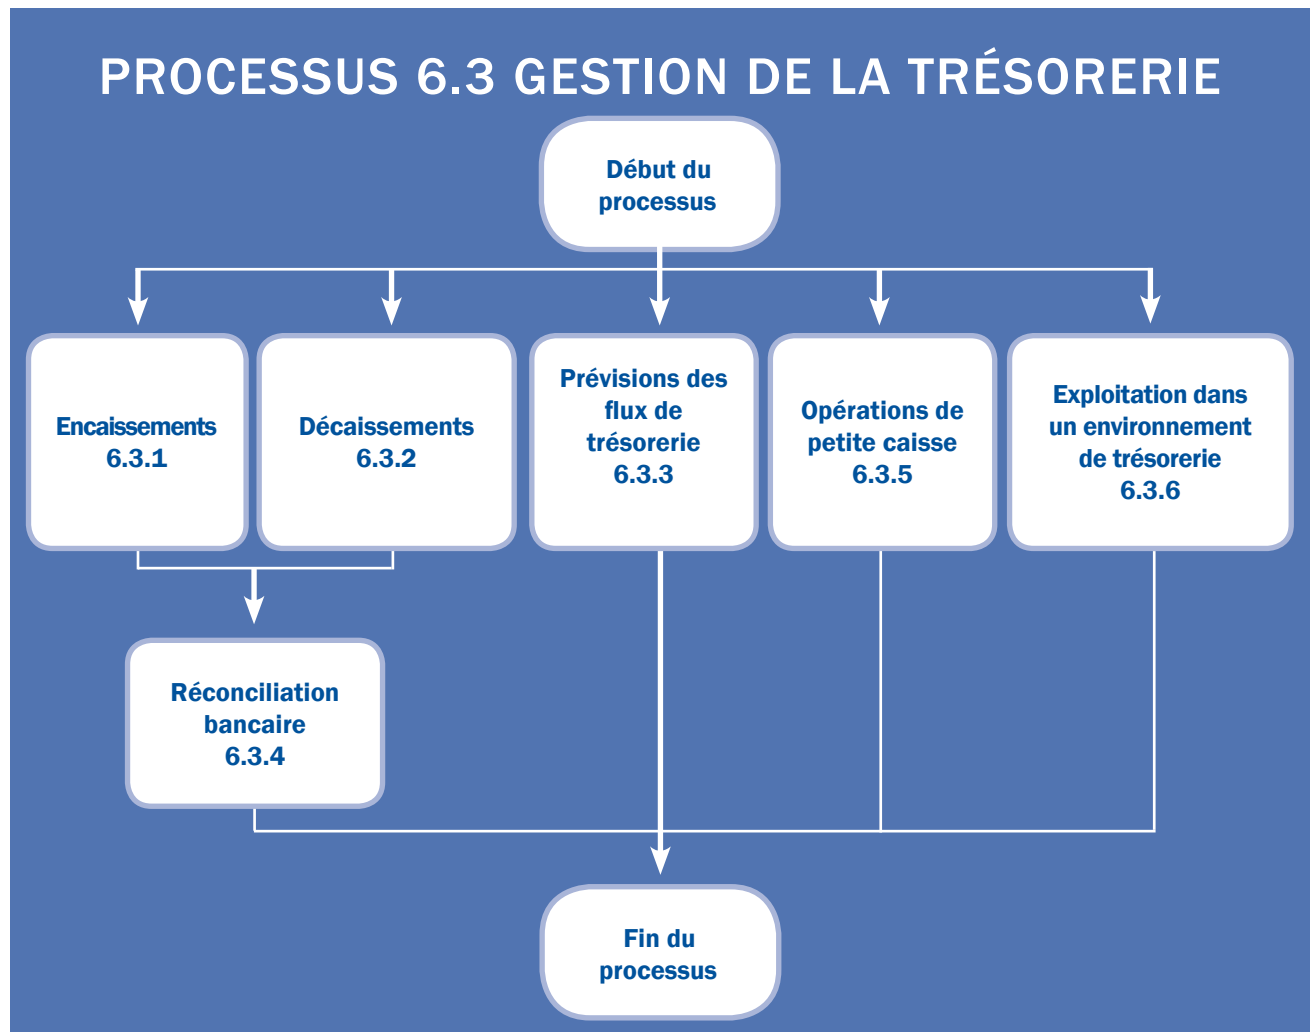 PROCESSUS 6.3 GESTION DE LA TRÉSORERIE
Début du
processus
Encaissements
6.3.1
Décaissements
6.3.2
Prévisions des
flux de
trésorerie
6.3.3
Opérations de
petite caisse
6.3.5
Exploitation dans
un environnement
de trésorerie
6.3.6
Réconciliation
bancaire
6.3.4
Fin du
processus